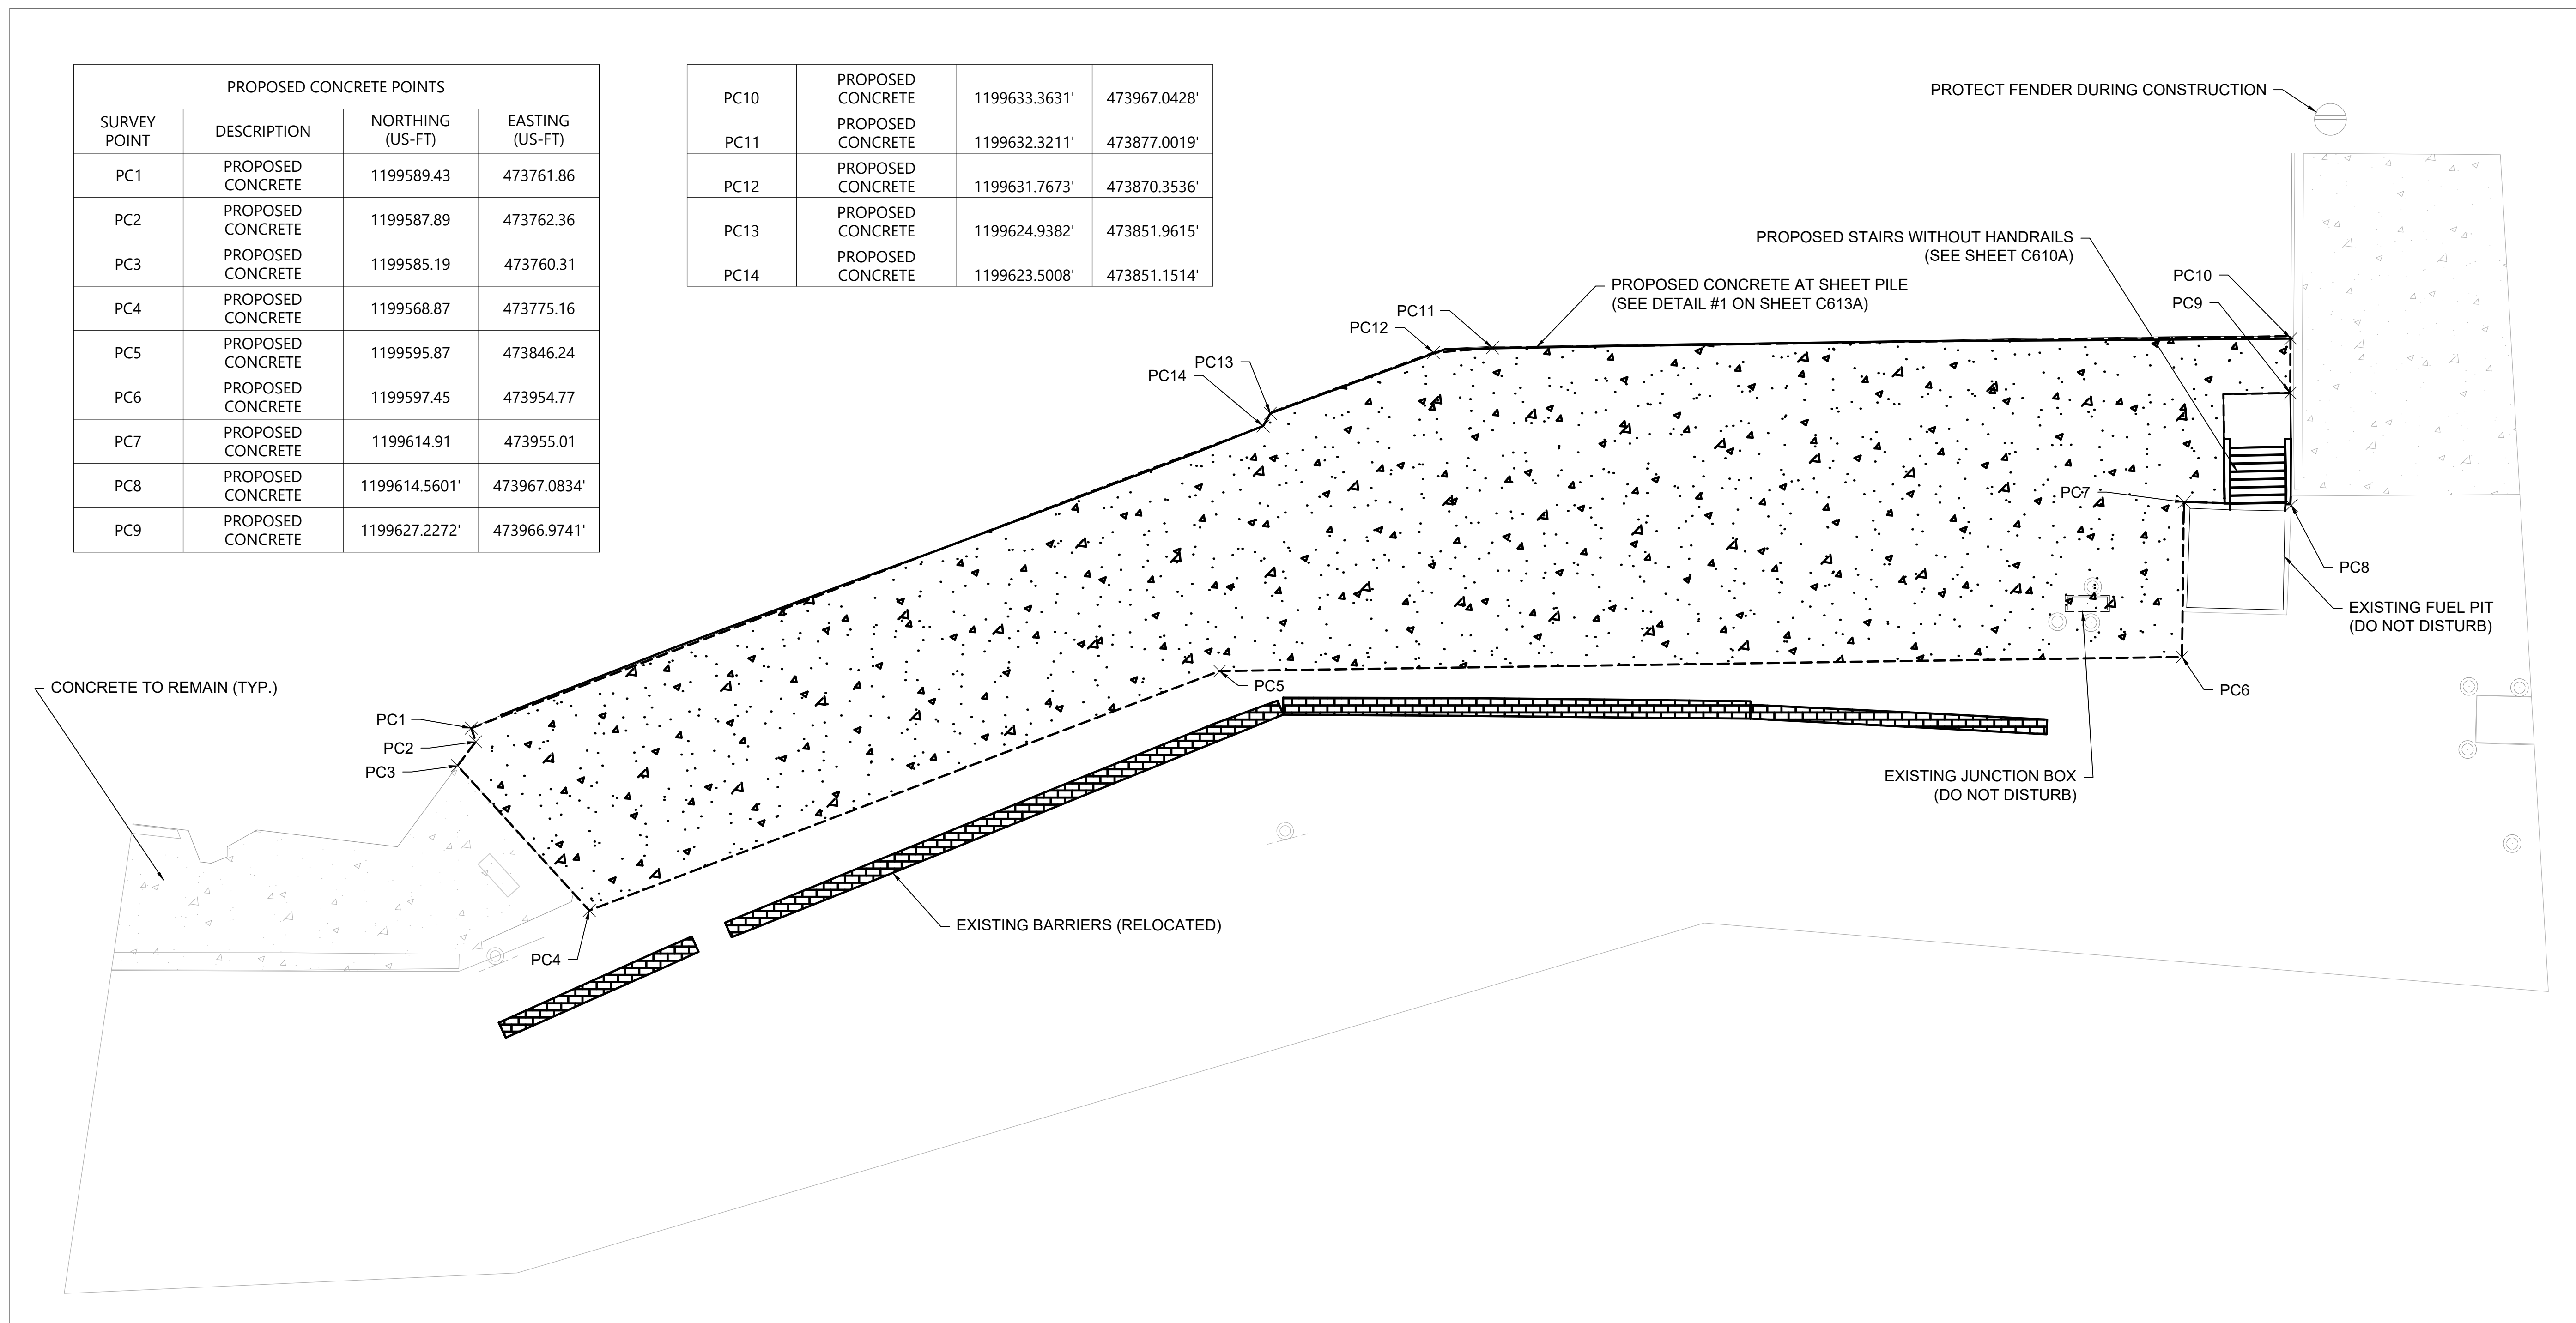 PROPOSED CONCRETE POINTS
SURVEY POINT DESCRIPTION NORTHING (US-FT) EASTING (US-FT)
PC1 PROPOSED CONCRETE 1199589.43 473761.86
PC2 PROPOSED CONCRETE 1199587.89 473762.36
PC3 PROPOSED CONCRETE 1199585.19 473760.31
PC4 PROPOSED CONCRETE 1199568.87 473775.16
PC5 PROPOSED CONCRETE 1199595.87 473846.24
PC6 PROPOSED CONCRETE 1199597.45 473954.77
PC7 PROPOSED CONCRETE 1199614.91 473955.01
PC8 PROPOSED CONCRETE 1199614.5601' 473967.0834'
PC9 PROPOSED CONCRETE 1199627.2272' 473966.9741'
PC10 PROPOSED CONCRETE 1199633.3631' 473967.0428'
PC11 PROPOSED CONCRETE 1199632.3211' 473877.0019'
PC12 PROPOSED CONCRETE 1199631.7673' 473870.3536'
PC13 PROPOSED CONCRETE 1199624.9382' 473851.9615'
PC14 PROPOSED CONCRETE 1199623.5008' 473851.1514'
PROTECT FENDER DURING CONSTRUCTION
PROPOSED STAIRS WITHOUT HANDRAILS
(SEE SHEET C610A)
PROPOSED CONCRETE AT SHEET PILE
(SEE DETAIL #1 ON SHEET C613A)
PC10
PC9
PC11
PC12
PC13
PC14
PC7
PC8
EXISTING FUEL PIT
(DO NOT DISTURB)
CONCRETE TO REMAIN (TYP.)
PC5
PC6
PC1
PC2
PC3
EXISTING JUNCTION BOX
(DO NOT DISTURB)
EXISTING BARRIERS (RELOCATED)
PC4